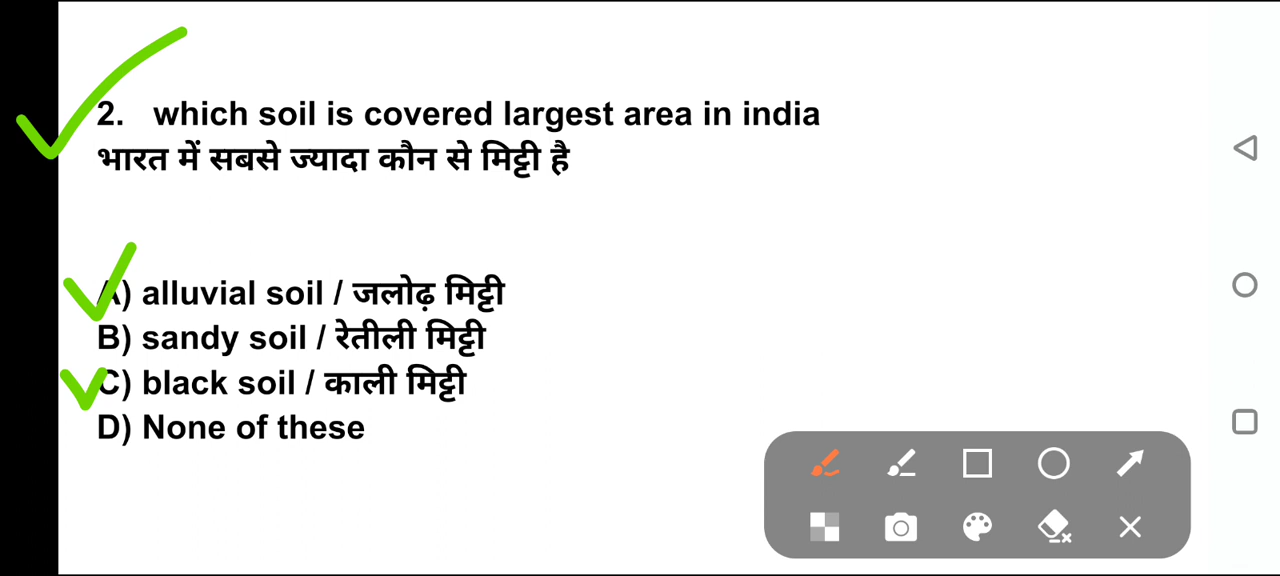 2. which soil is covered largest area in india
भारत में सबसे ज्यादा कौन से मिट्टी है
A) alluvial soil / जलोढ़ मिट्टी
B) sandy soil / रेतीली मिट्टी
C) black soil / काली मिट्टी
D) None of these